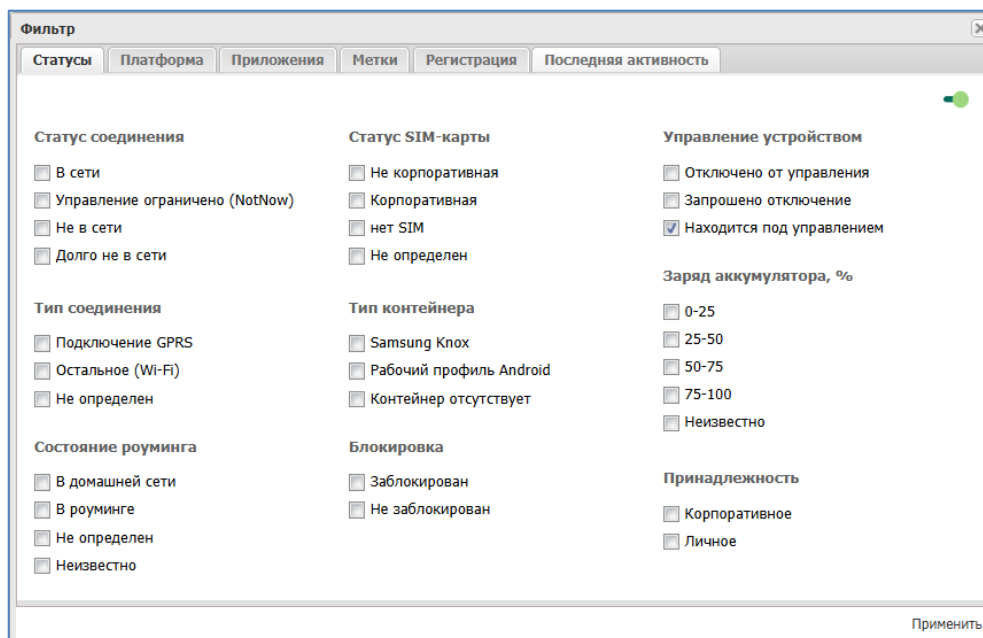 Фильтр
Статусы Платформа Приложения Метки Регистрация Последняя активность
Статус соединения
В сети
Управление ограничено (NotNow)
Не в сети
Долго не в сети
Тип соединения
Подключение GPRS
Остальное (Wi-Fi)
Не определен
Состояние роуминга
В домашней сети
В роуминге
Не определен
Неизвестно
Статус SIM-карты
Не корпоративная
Корпоративная
нет SIM
Не определен
Тип контейнера
Samsung Knox
Рабочий профиль Android
Контейнер отсутствует
Блокировка
Заблокирован
Не заблокирован
Управление устройством
Отключено от управления
Запрошено отключение
Находится под управлением
Заряд аккумулятора, %
0-25
25-50
50-75
75-100
Неизвестно
Принадлежность
Корпоративное
Личное
Применить